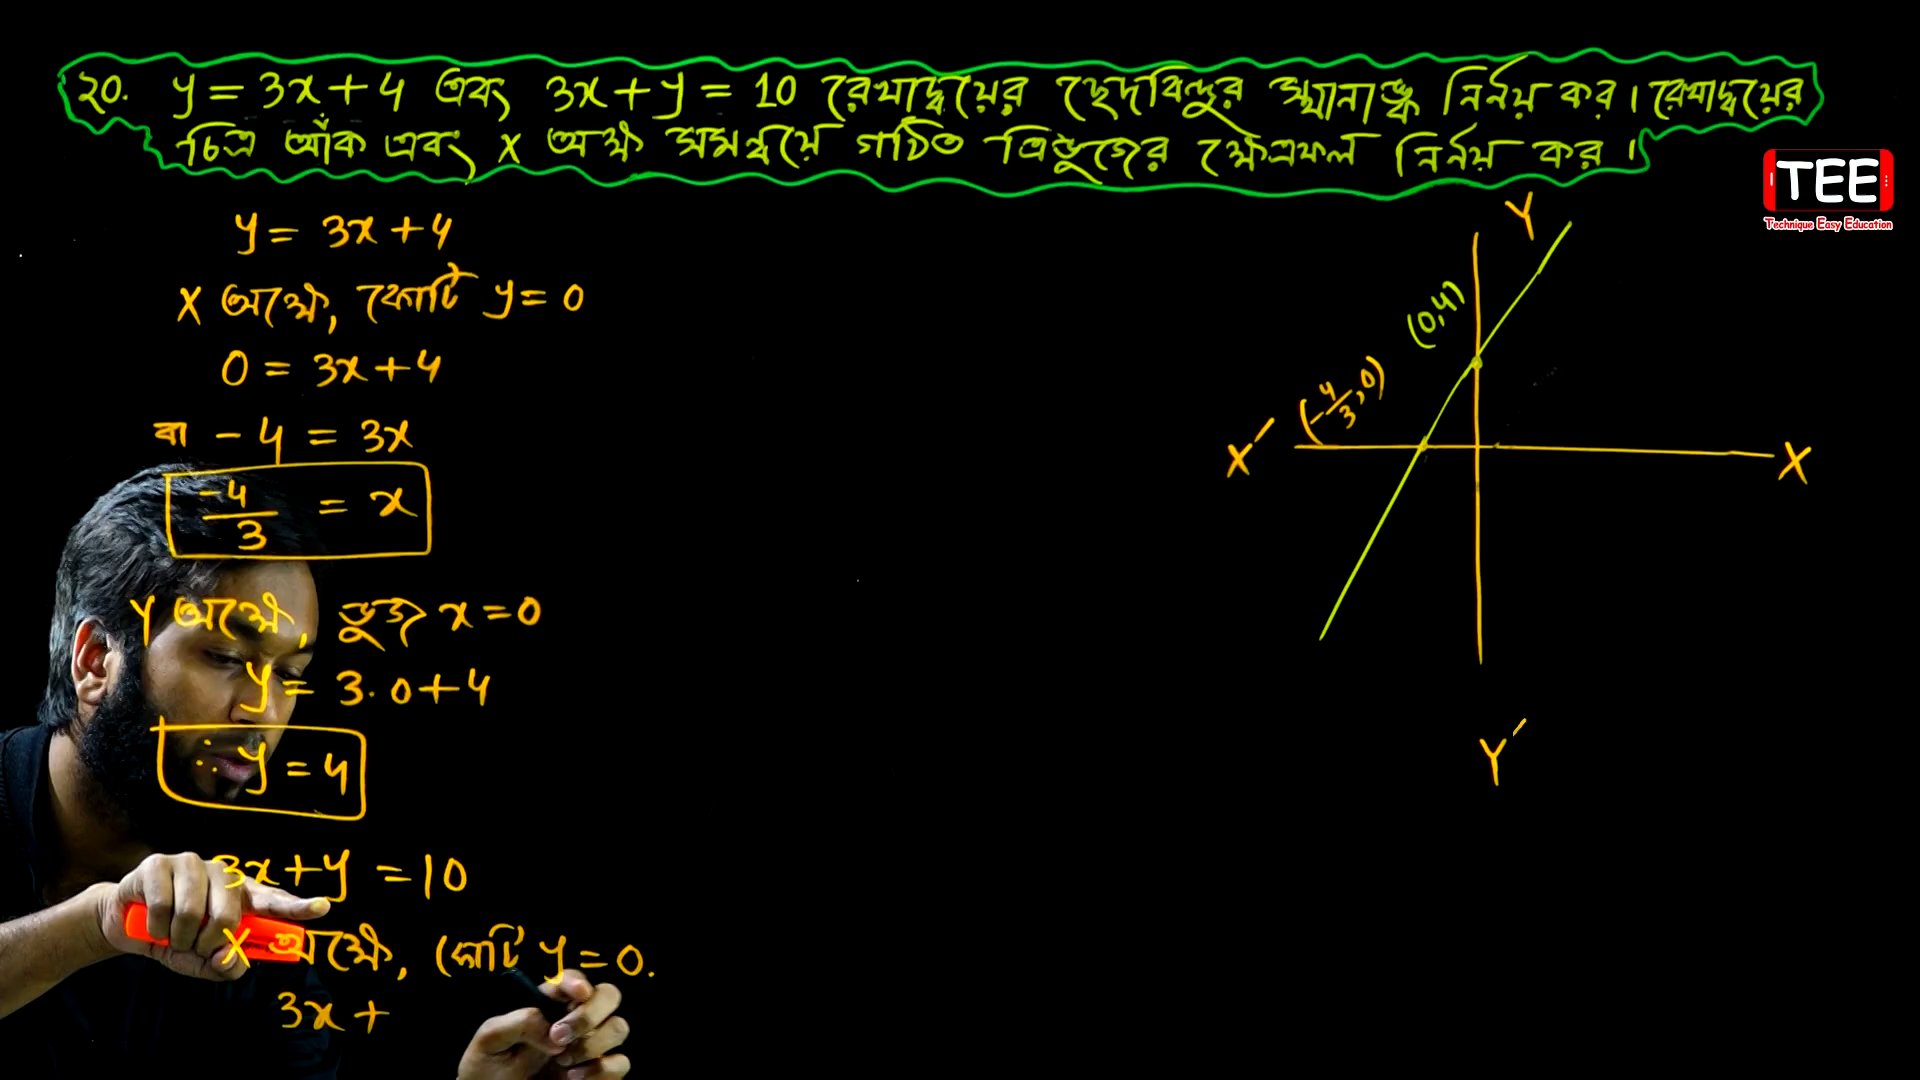 ২০. y = 3x + 4 এবং 3x + y = 10 রেখাদ্বয়ের ছেদবিন্দুর স্থানাঙ্ক নির্নয় কর। রেখাদ্বয়ের
চিত্র আঁক এবং x অক্ষ সমন্বয়ে গঠিত ত্রিভুজের ক্ষেত্রফল নির্নয় কর।
TEE
Technique Easy Education
y = 3x + 4
X অক্ষে, কোটি y = 0
0 = 3x + 4
বা - 4 = 3x
-4/3 = x
Y অক্ষে, ভুজ x = 0
y = 3. 0 + 4
∴ y = 4
3x + y = 10
X অক্ষে, কোটি y = 0.
3x +
Y
(0,4)
(-4/3, 0)
X′
X
Y′